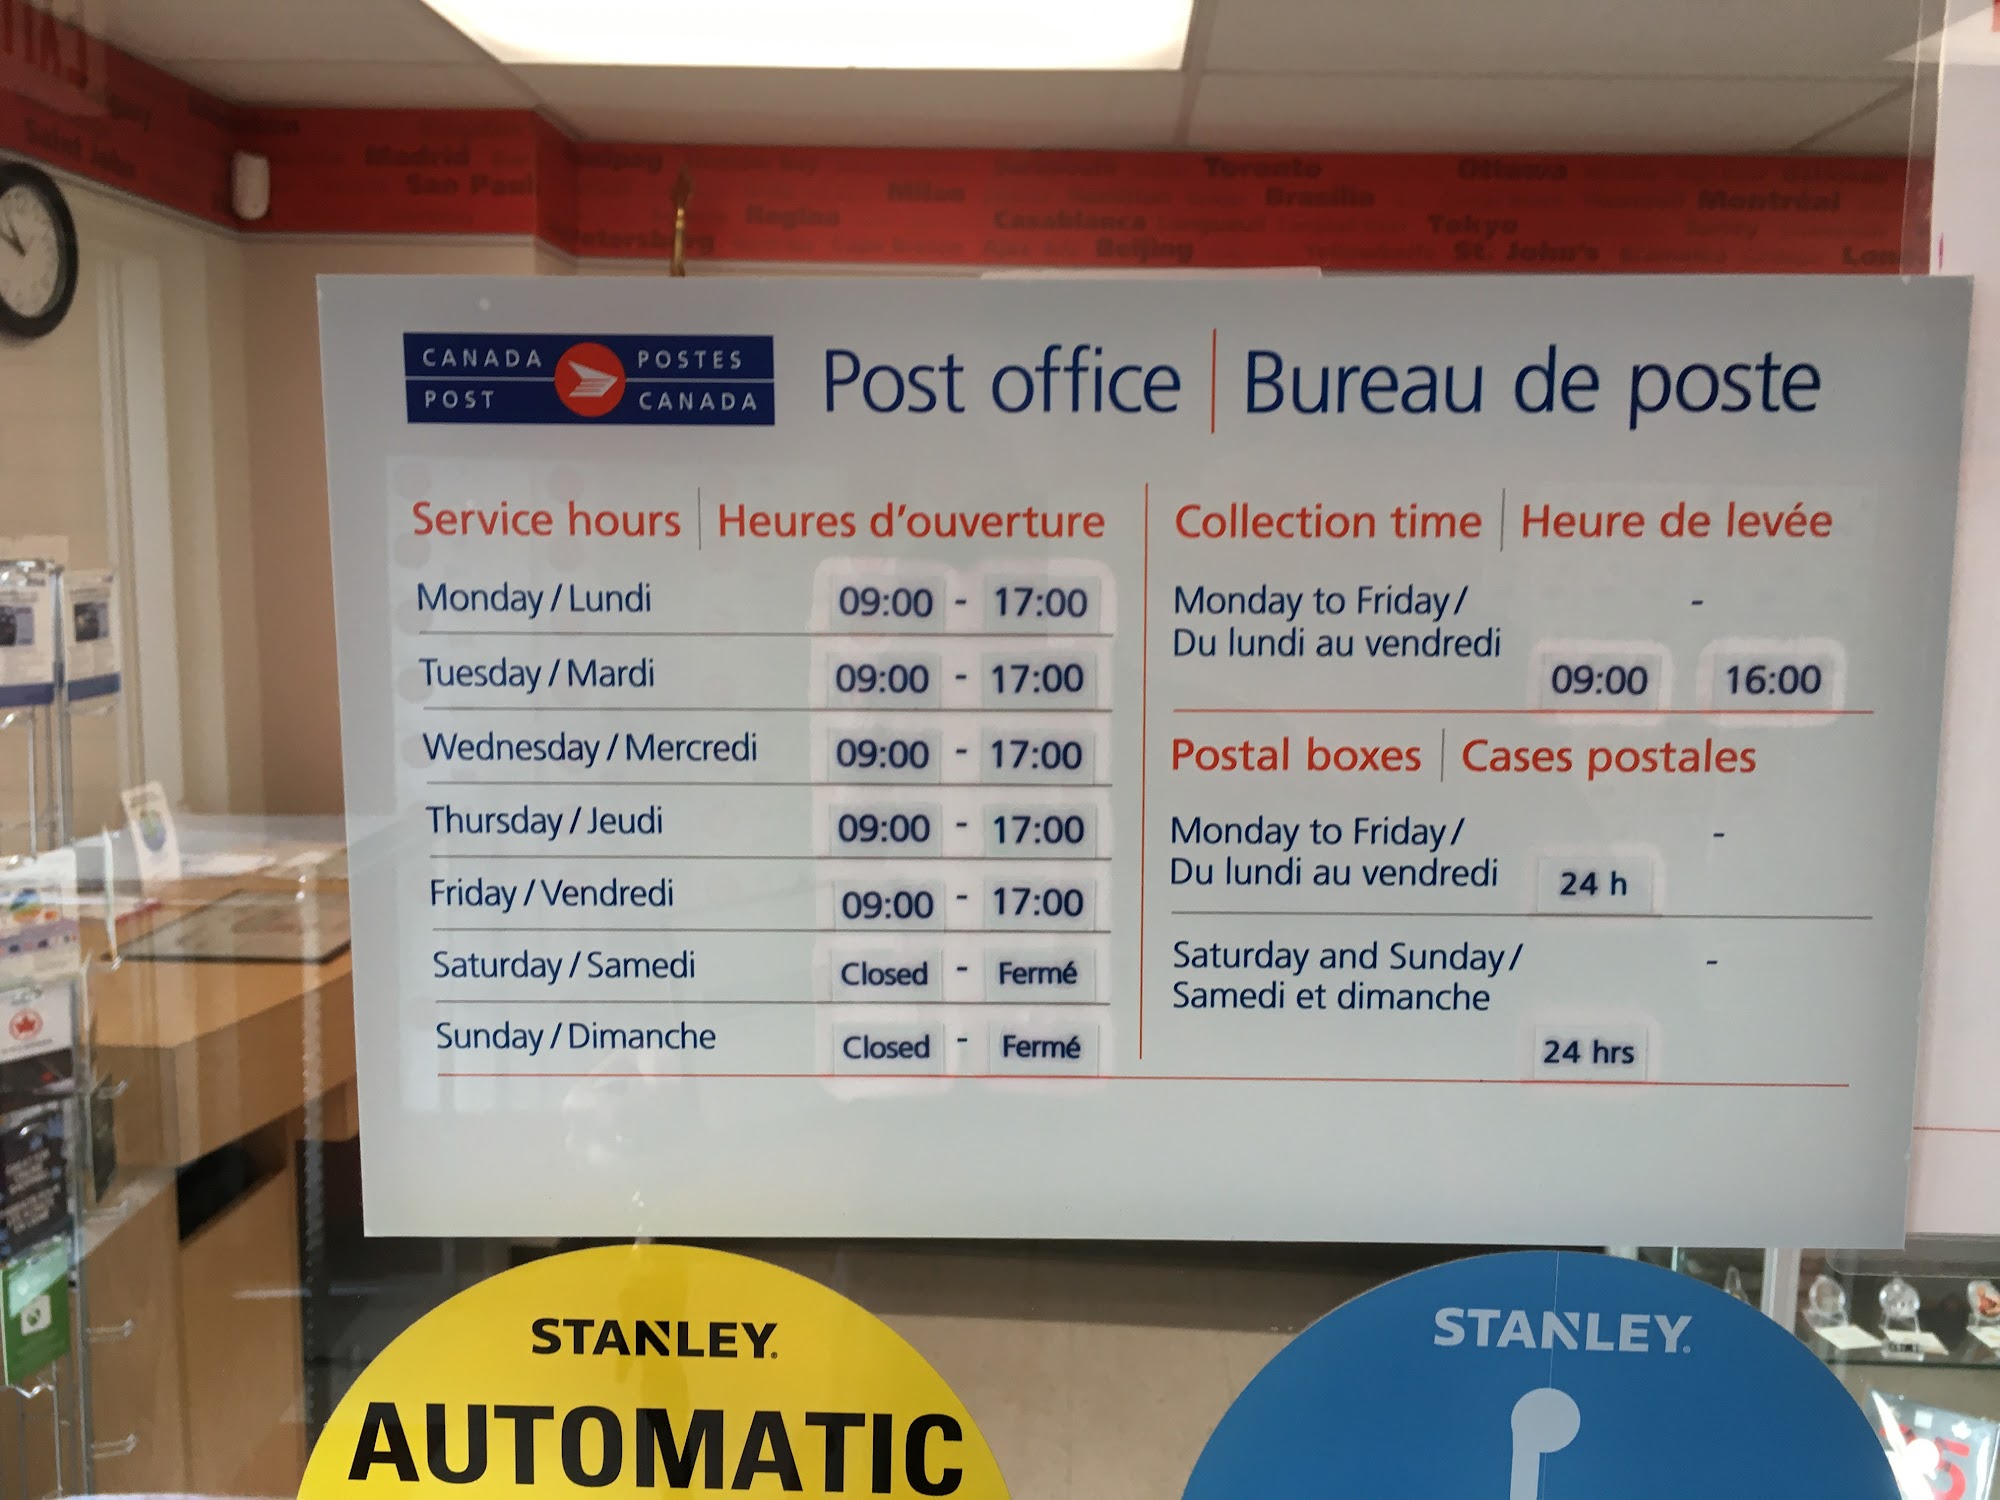 Saint John
Madrid
San Paul
Milan
Toronto
Ottawa
Regina
Brasilia
Montréal
Casablanca
Tokyo
Beijing
St. John's
CANADA POSTES
POST CANADA
Post office | Bureau de poste
Service hours | Heures d'ouverture
Monday / Lundi 09:00 - 17:00
Tuesday / Mardi 09:00 - 17:00
Wednesday / Mercredi 09:00 - 17:00
Thursday / Jeudi 09:00 - 17:00
Friday / Vendredi 09:00 - 17:00
Saturday / Samedi Closed - Fermé
Sunday / Dimanche Closed - Fermé
Collection time | Heure de levée
Monday to Friday / -
Du lundi au vendredi
09:00 16:00
Postal boxes | Cases postales
Monday to Friday / -
Du lundi au vendredi 24 h
Saturday and Sunday / -
Samedi et dimanche
24 hrs
STANLEY.
AUTOMATIC
STANLEY.